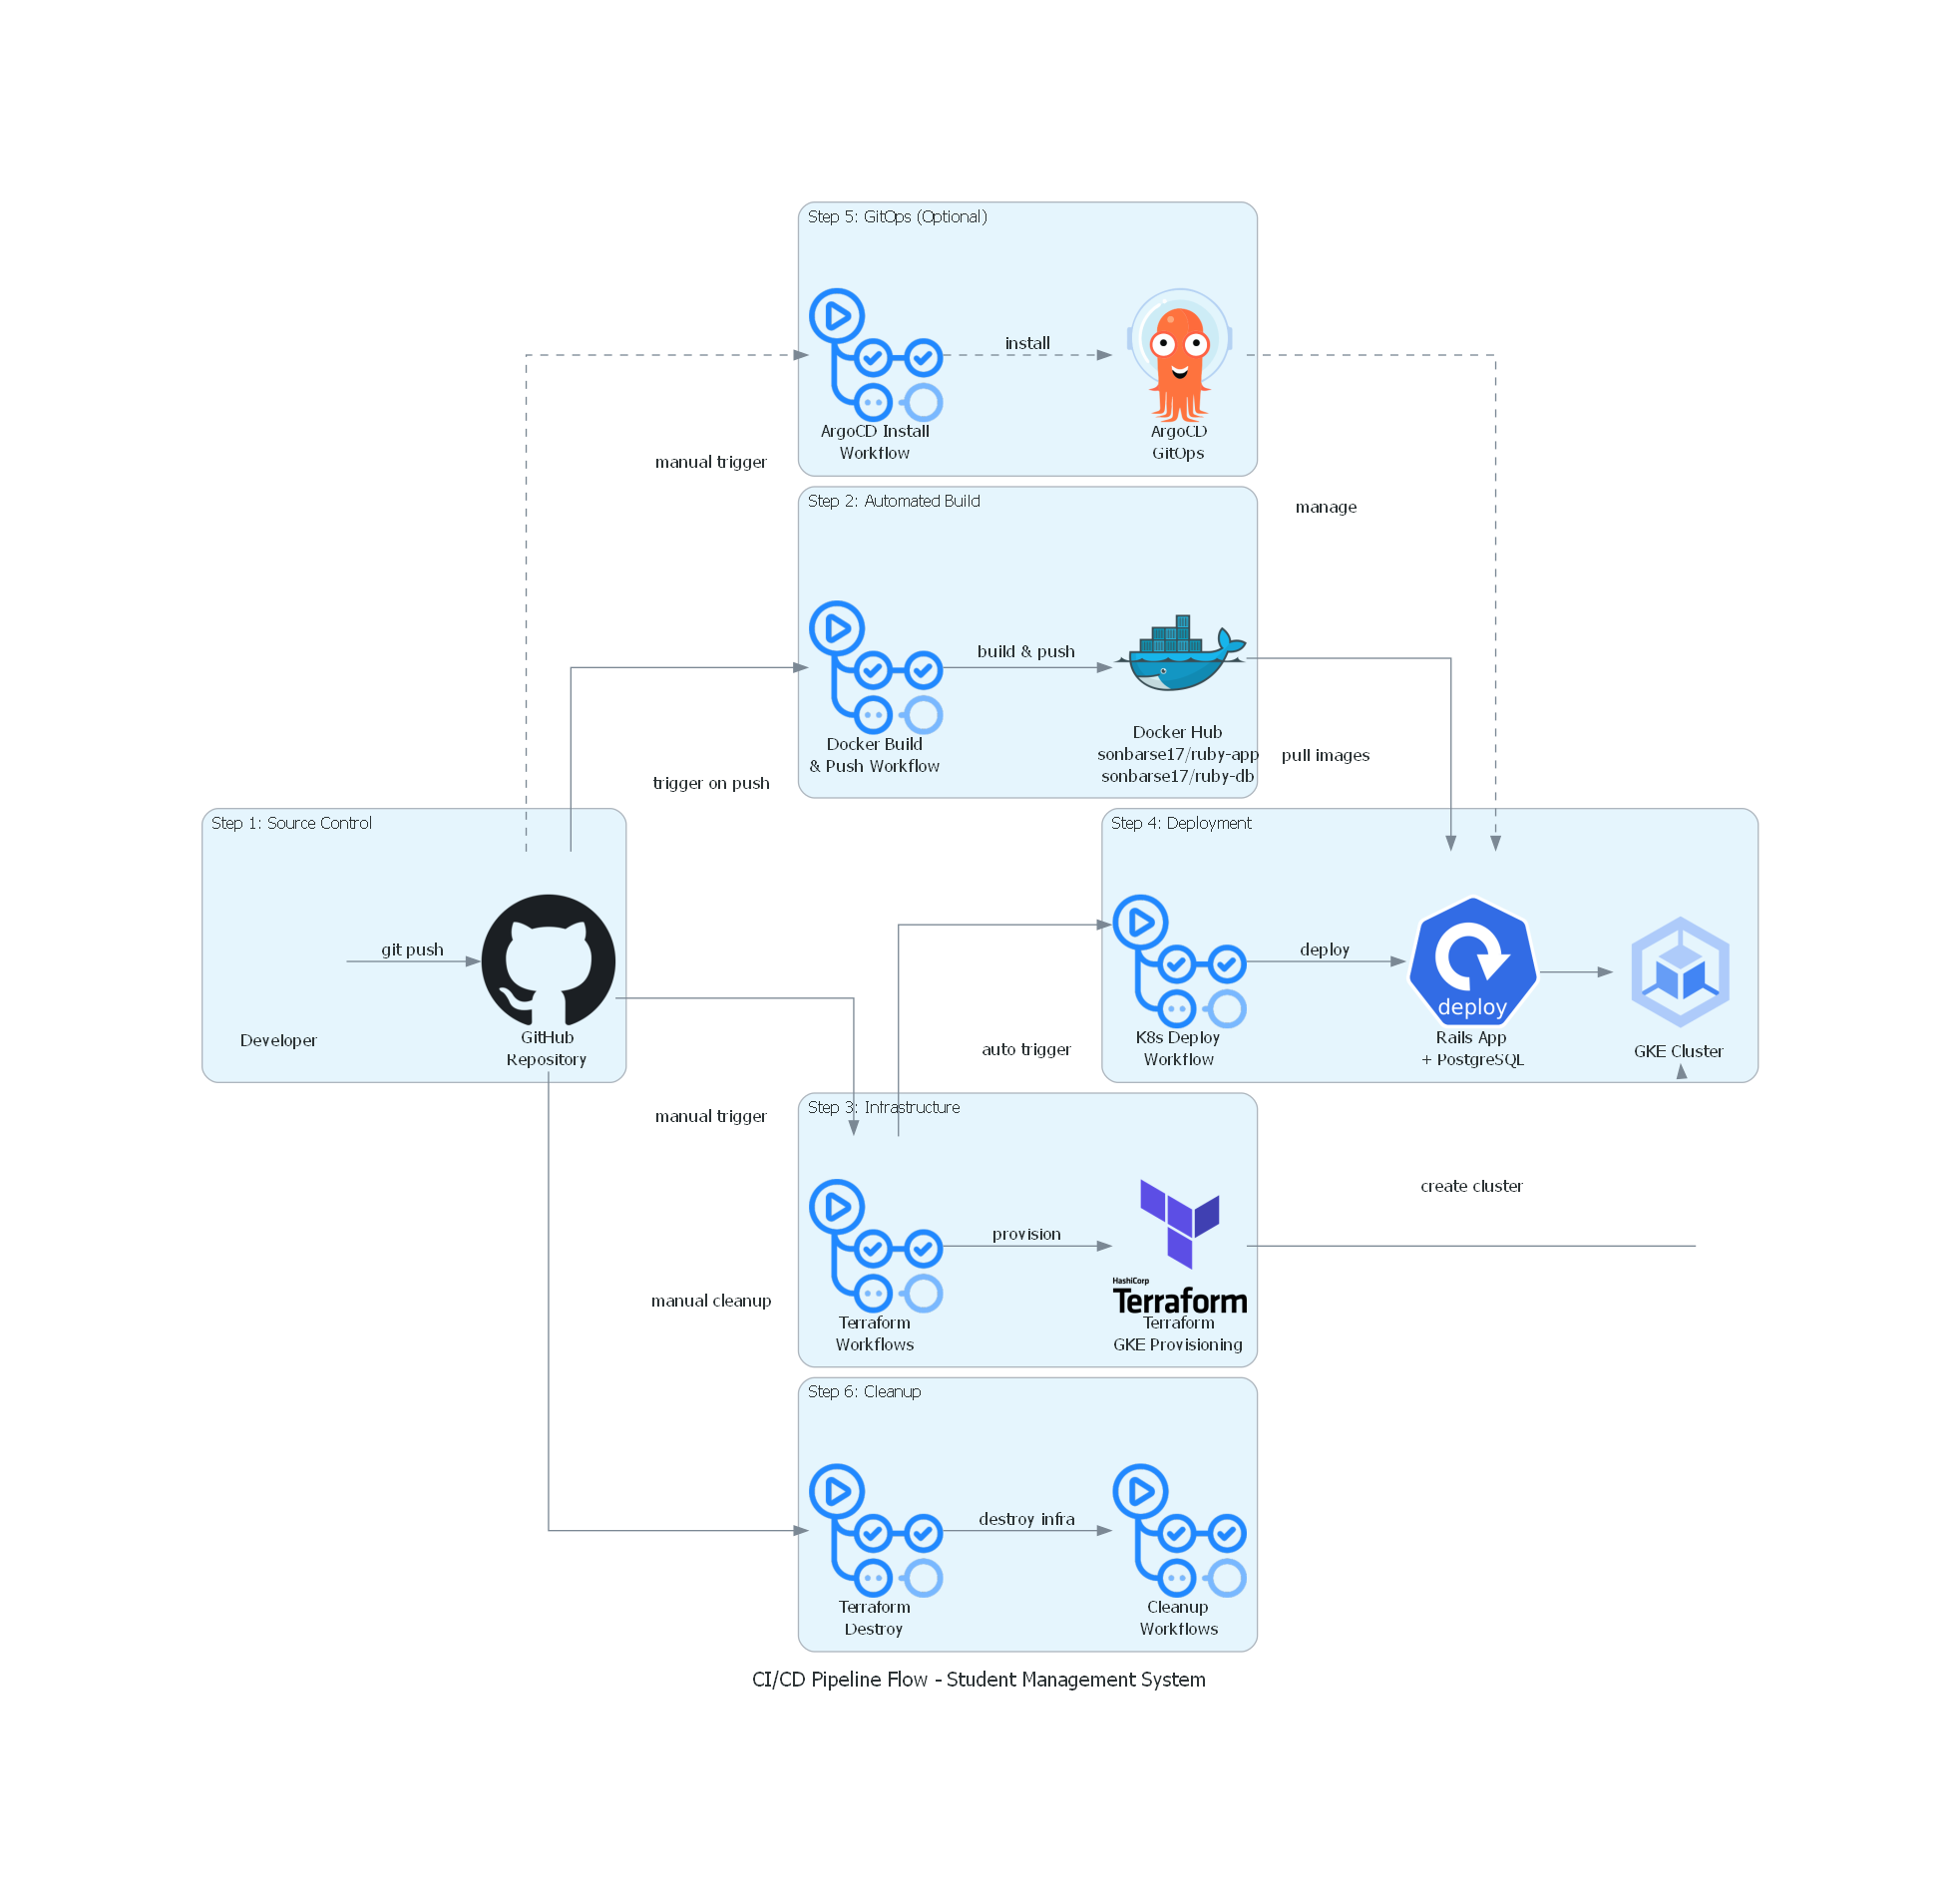 Step 5: GitOps (Optional)
install
ArgoCD Install
Workflow
ArgoCD
GitOps
manual trigger
Step 2: Automated Build
manage
build & push
Docker Build
& Push Workflow
Docker Hub
sonbarse17/ruby-app
sonbarse17/ruby-db
pull images
trigger on push
Step 1: Source Control
git push
Developer
GitHub
Repository
Step 4: Deployment
deploy
K8s Deploy
Workflow
deploy
Rails App
+ PostgreSQL
GKE Cluster
auto trigger
manual trigger
Step 3: Infrastructure
create cluster
provision
HashiCorp
Terraform
Terraform
Workflows
Terraform
GKE Provisioning
manual cleanup
Step 6: Cleanup
destroy infra
Terraform
Destroy
Cleanup
Workflows
CI/CD Pipeline Flow - Student Management System